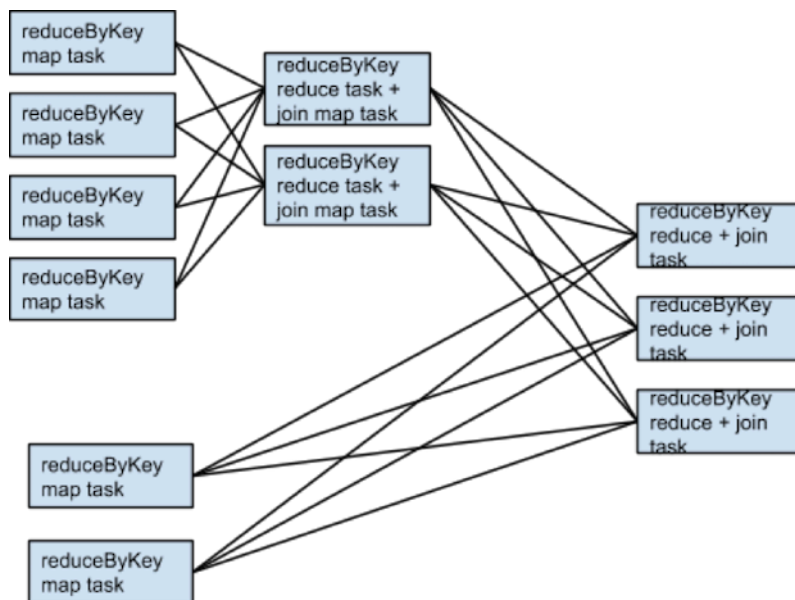 reduceByKey
map task
reduceByKey
map task
reduceByKey
map task
reduceByKey
map task
reduceByKey
reduce task +
join map task
reduceByKey
reduce task +
join map task
reduceByKey
reduce + join
task
reduceByKey
reduce + join
task
reduceByKey
reduce + join
task
reduceByKey
map task
reduceByKey
map task